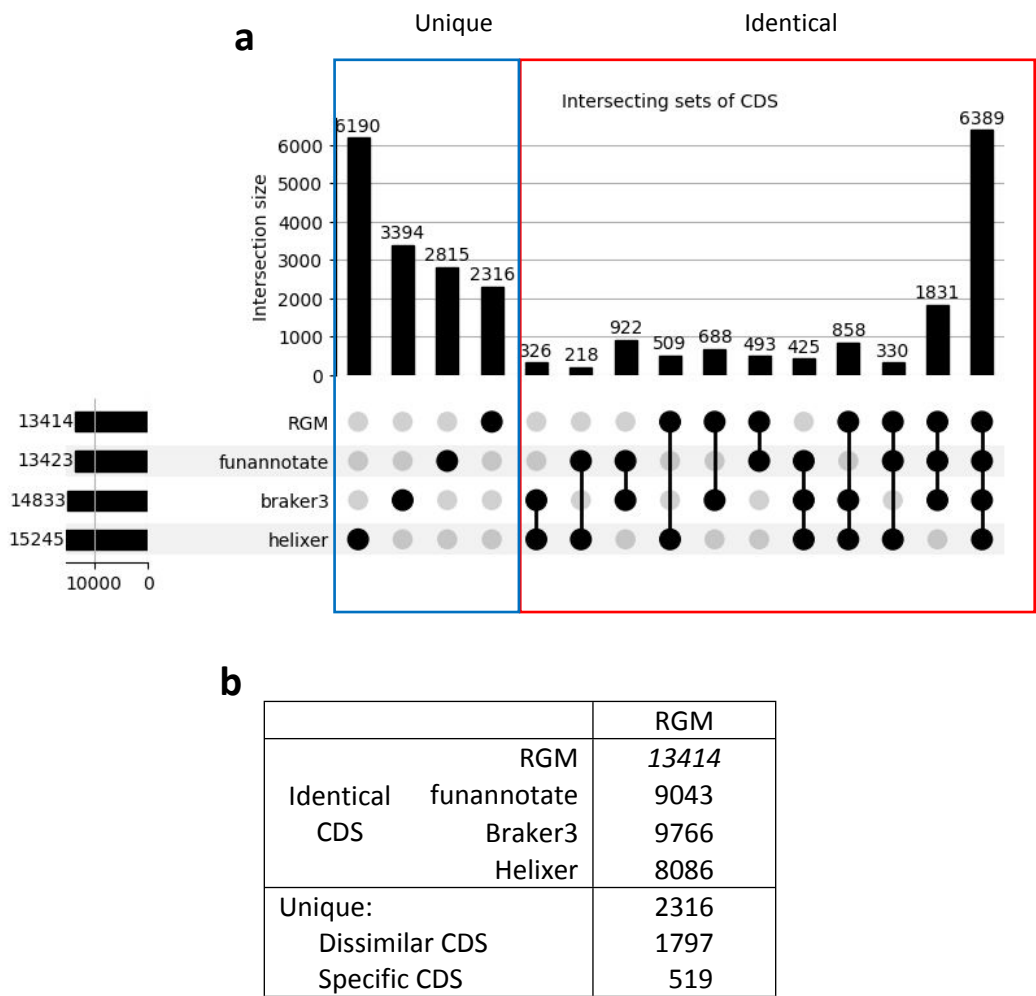 a
Unique Identical
Intersecting sets of CDS
6190 3394 2815 2316 326 218 922 509 688 493 425 858 330 1831 6389
Intersection size
6000
5000
4000
3000
2000
1000
0
13414 RGM
13423 funannotate
14833 braker3
15245 helixer
10000 0
b
RGM
RGM 13414
Identical funannotate 9043
CDS Braker3 9766
Helixer 8086
Unique: 2316
Dissimilar CDS 1797
Specific CDS 519